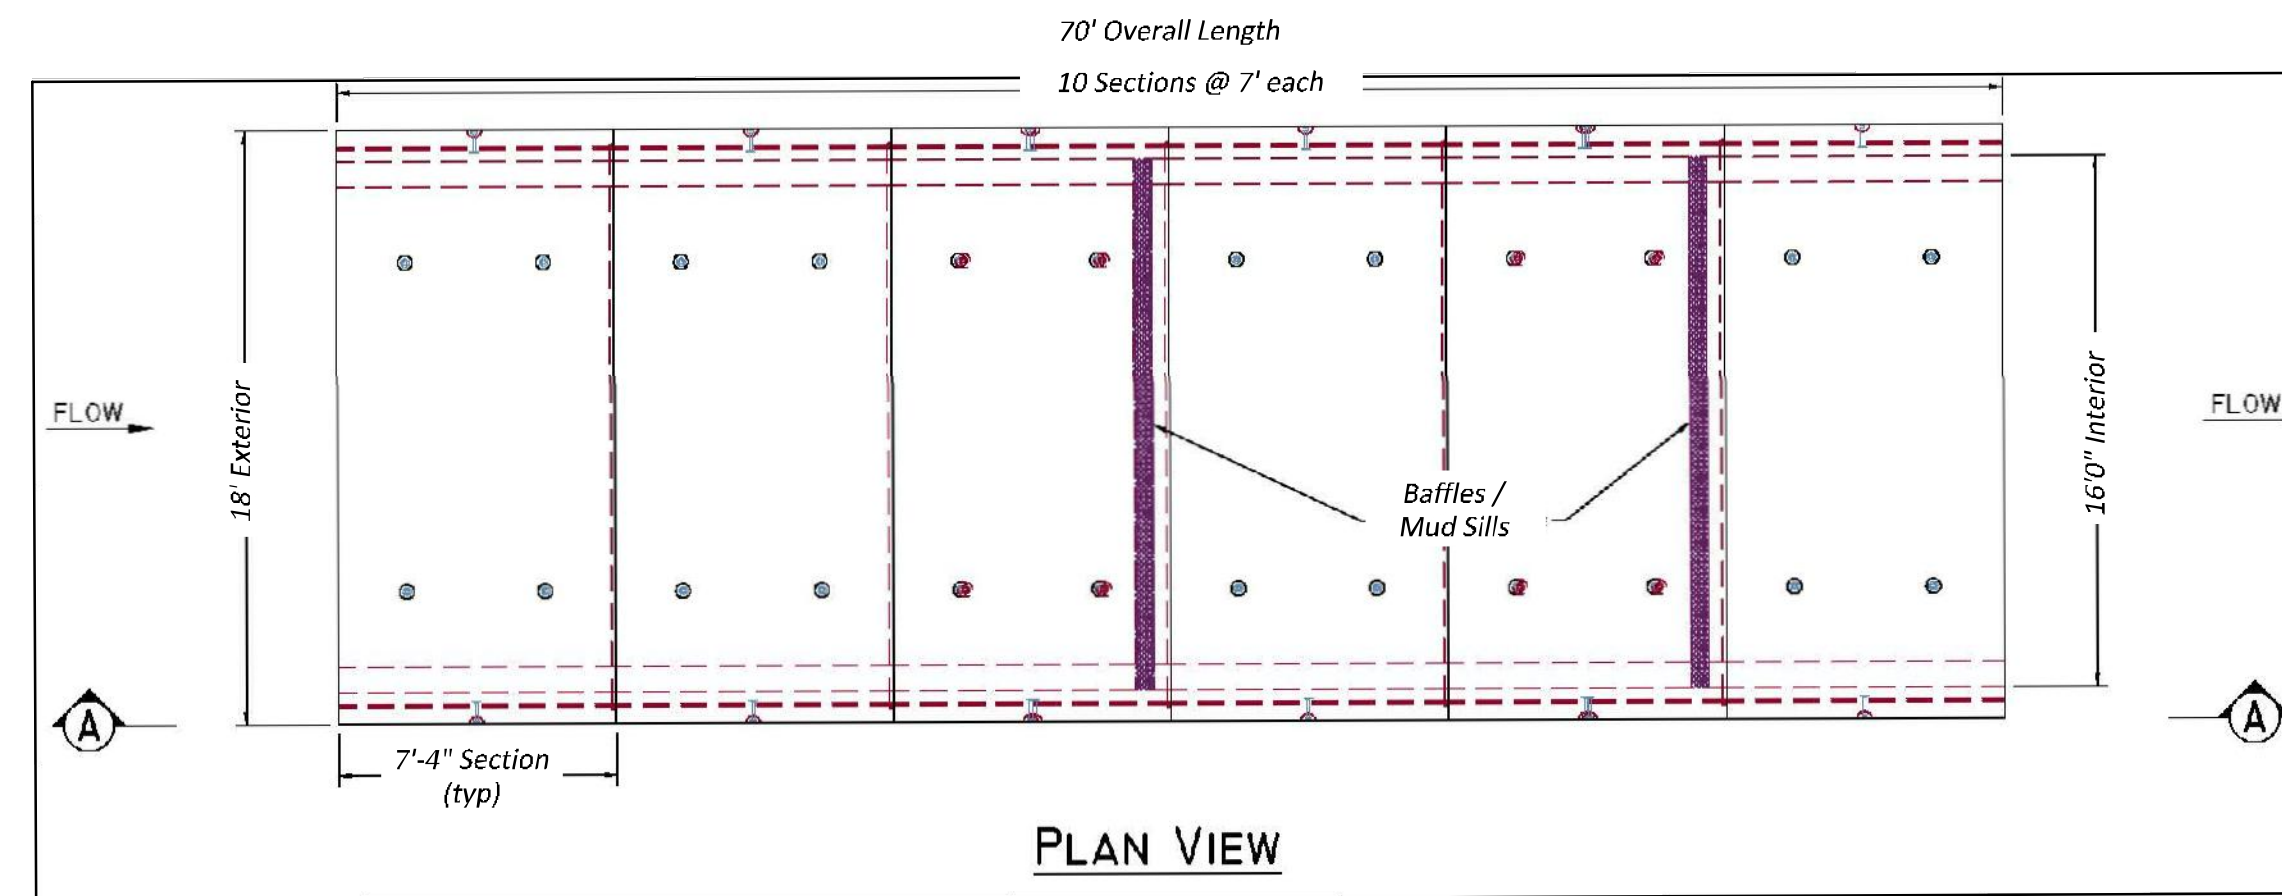 70' Overall Length
10 Sections @ 7' each
FLOW
18' Exterior
Baffles /
Mud Sills
16'0" Interior
FLOW
A
A
7'-4" Section
(typ)
PLAN VIEW